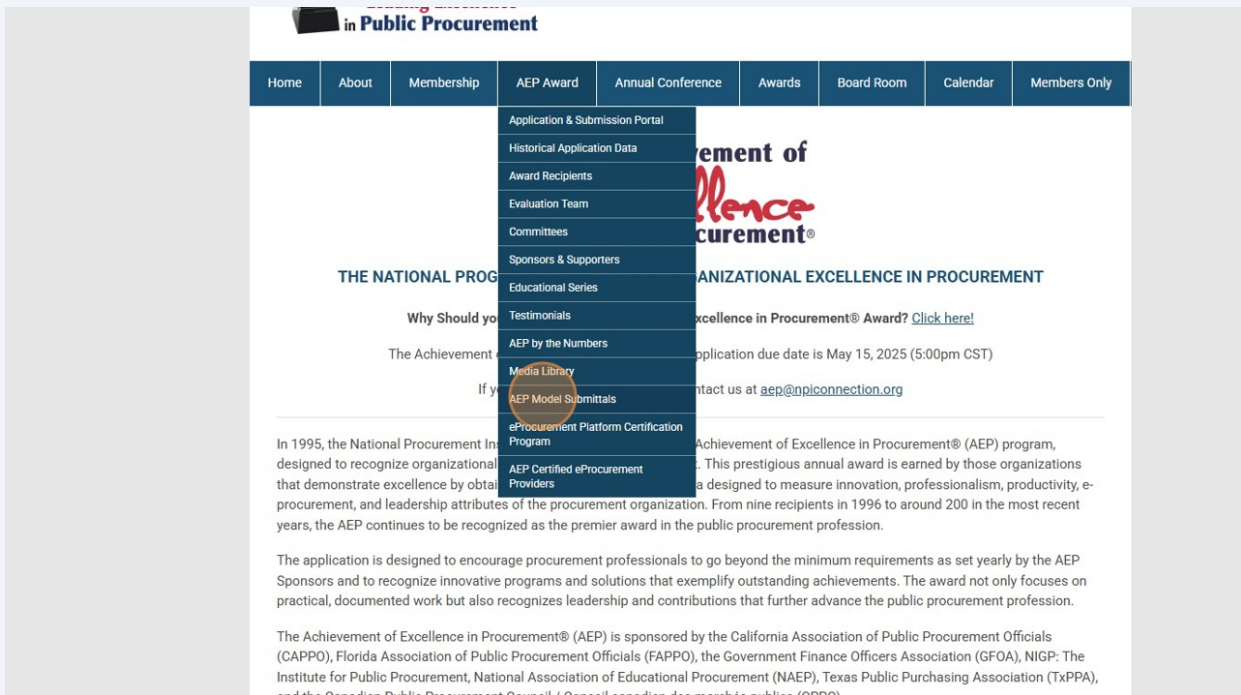 in Public Procurement
Home About Membership AEP Award Annual Conference Awards Board Room Calendar Members Only
Application & Submission Portal
Historical Application Data
Award Recipients
Evaluation Team
Committees
Sponsors & Supporters
Educational Series
Testimonials
AEP by the Numbers
Media Library
AEP Model Submittals
eProcurement Platform Certification
Program
AEP Certified eProcurement
Providers
of
THE NATIONAL EXCELLENCE IN PROCUREMENT
Why Should in Procurement® Award? Click here!
The Achievement due date is May 15, 2025 (5:00pm CST)
If us at aep@npiconnection.org
In 1995, the National Procurement Achievement of Excellence in Procurement® (AEP) program,
designed to recognize organizational This prestigious annual award is earned by those organizations
that demonstrate excellence by designed to measure innovation, professionalism, productivity, e-
procurement, and leadership attributes of the procurement organization. From nine recipients in 1996 to around 200 in the most recent
years, the AEP continues to be recognized as the premier award in the public procurement profession.
The application is designed to encourage procurement professionals to go beyond the minimum requirements as set yearly by the AEP
Sponsors and to recognize innovative programs and solutions that exemplify outstanding achievements. The award not only focuses on
practical, documented work but also recognizes leadership and contributions that further advance the public procurement profession.
The Achievement of Excellence in Procurement® (AEP) is sponsored by the California Association of Public Procurement Officials
(CAPPO), Florida Association of Public Procurement Officials (FAPPO), the Government Finance Officers Association (GFOA), NIGP: The
Institute for Public Procurement, National Association of Educational Procurement (NAEP), Texas Public Purchasing Association (TxPPA),